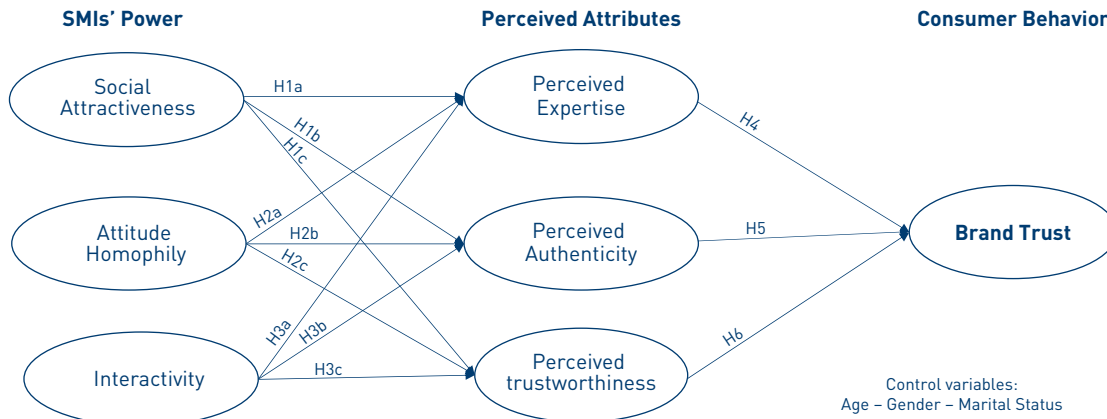 SMIs' Power
Perceived Attributes
Consumer Behavior
Social
Attractiveness
H1a
H1b
H1c
Perceived
Expertise
H4
Attitude
Homophily
H2a
H2b
H2c
Perceived
Authenticity
H5
Brand Trust
Interactivity
H3a
H3b
H3c
Perceived
trustworthiness
H6
Control variables:
Age – Gender – Marital Status